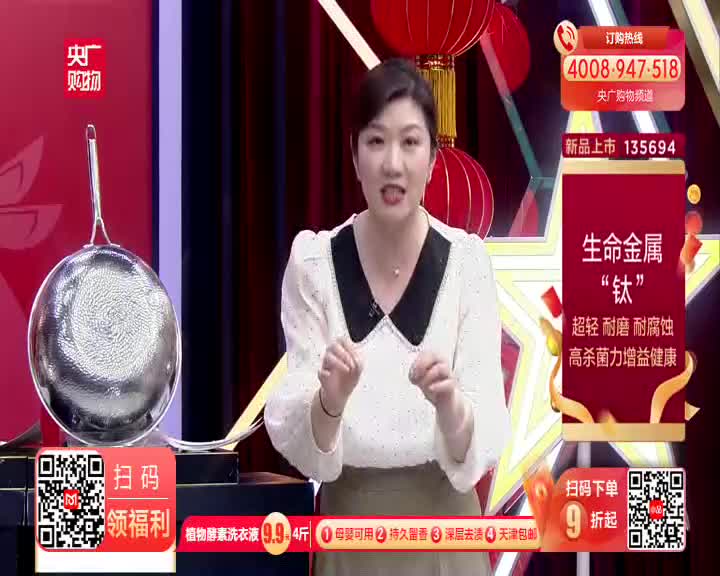 央广
购物
订购热线
4008·947·518
央广购物频道
新品上市 135694
生命金属
“钛”
超轻 耐磨 耐腐蚀
高杀菌力增益健康
扫码
领福利
植物酵素洗衣液 9.9元 4斤 1 母婴可用 2 持久留香 3 深层去渍 4 天津包邮
扫码下单
9折起